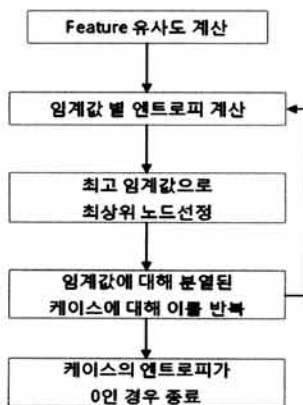 Feature 유사도 계산
임계값 별 엔트로피 계산
최고 임계값으로
최상위 노드선정
임계값에 대해 분열된
케이스에 대해 이를 반복
케이스의 엔트로피가
0인 경우 종료